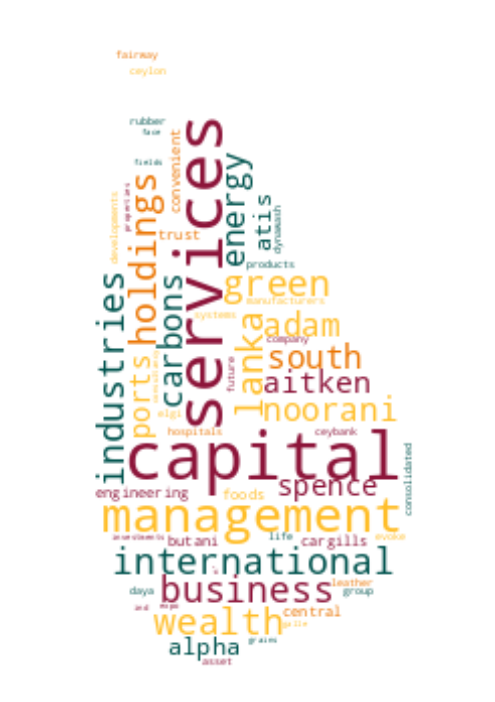 fairway
ceylon
rubber
face
convenient
services
fields
energy
holdings
properties
developments
atis
dynawash
trust
products
green
carbons
industries
manufacturers
systems
lanka
adam
company
south
ports
future
aitken
elgi
noorani
hospitals
ceybank
capital
consolidated
spence
engineering
foods
management
investments
butani
life
cargills
evoke
international
leather
daya
business
group
ind
expo
central
wealth
galle
alpha
grains
asset